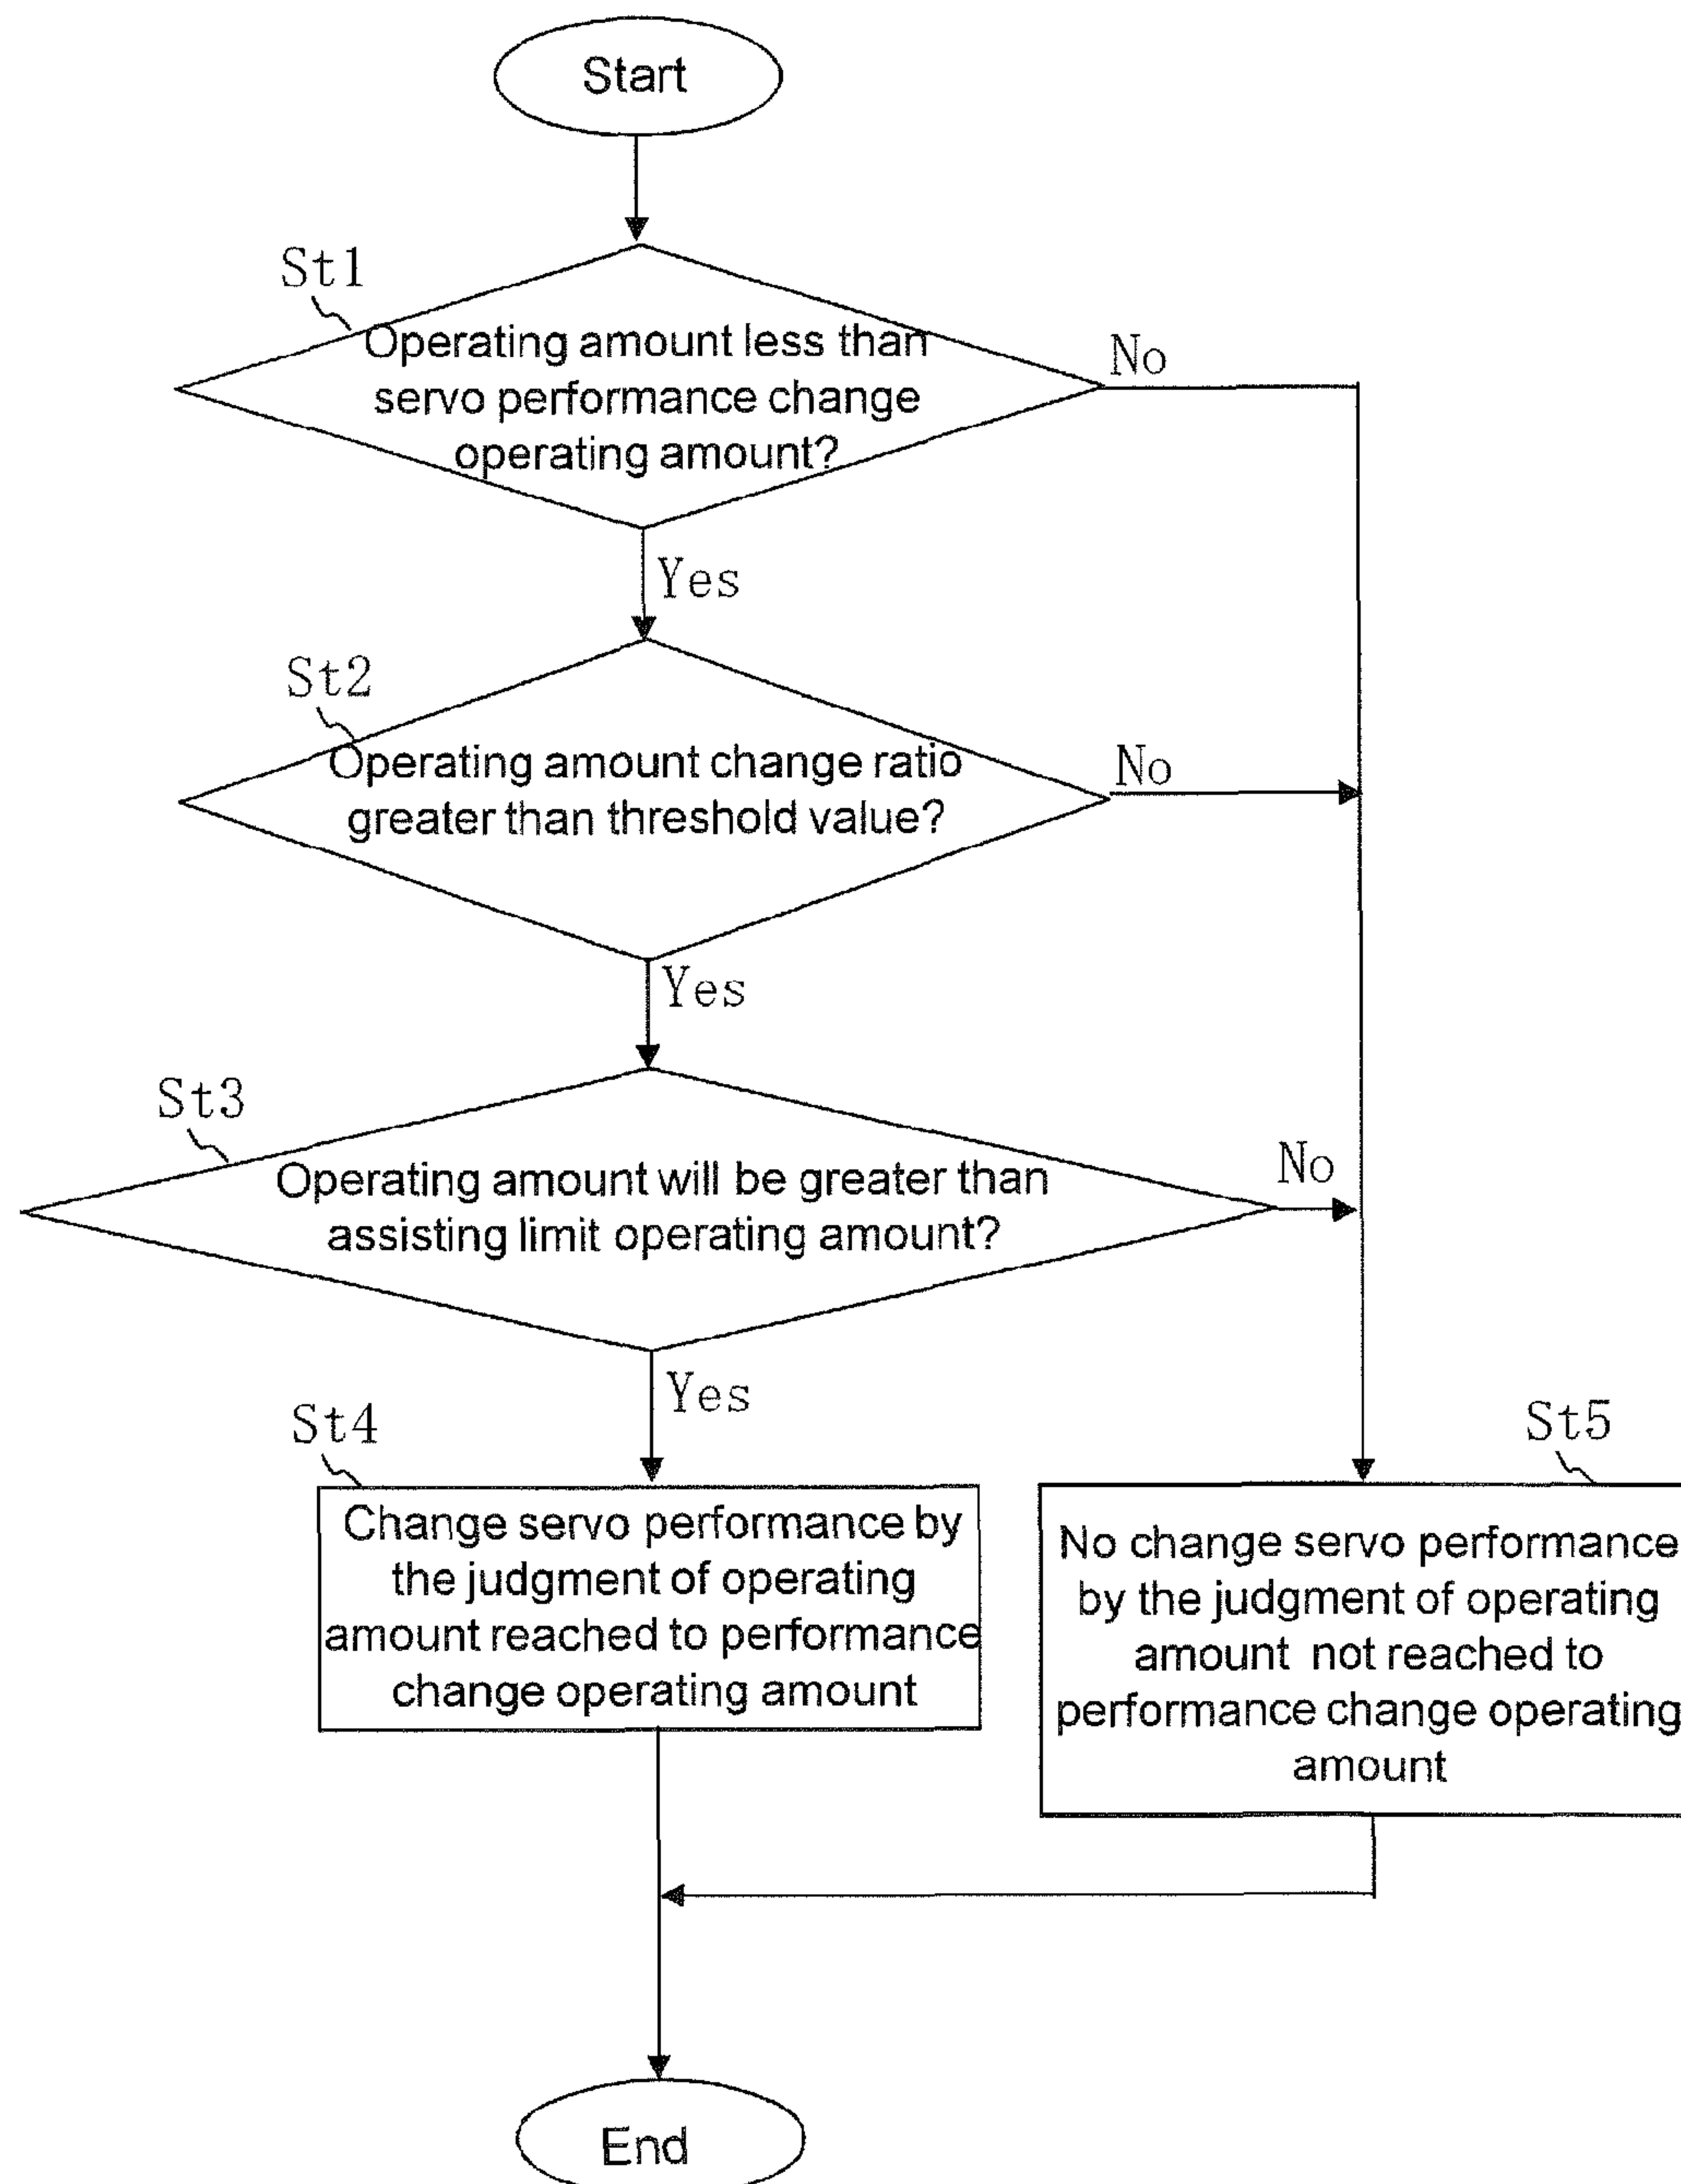 Start
St1
Operating amount less than
servo performance change
operating amount?
No
Yes
St2
Operating amount change ratio
greater than threshold value?
No
Yes
St3
Operating amount will be greater than
assisting limit operating amount?
No
Yes
St4
Change servo performance by
the judgment of operating
amount reached to performance
change operating amount
St5
No change servo performance
by the judgment of operating
amount not reached to
performance change operating
amount
End